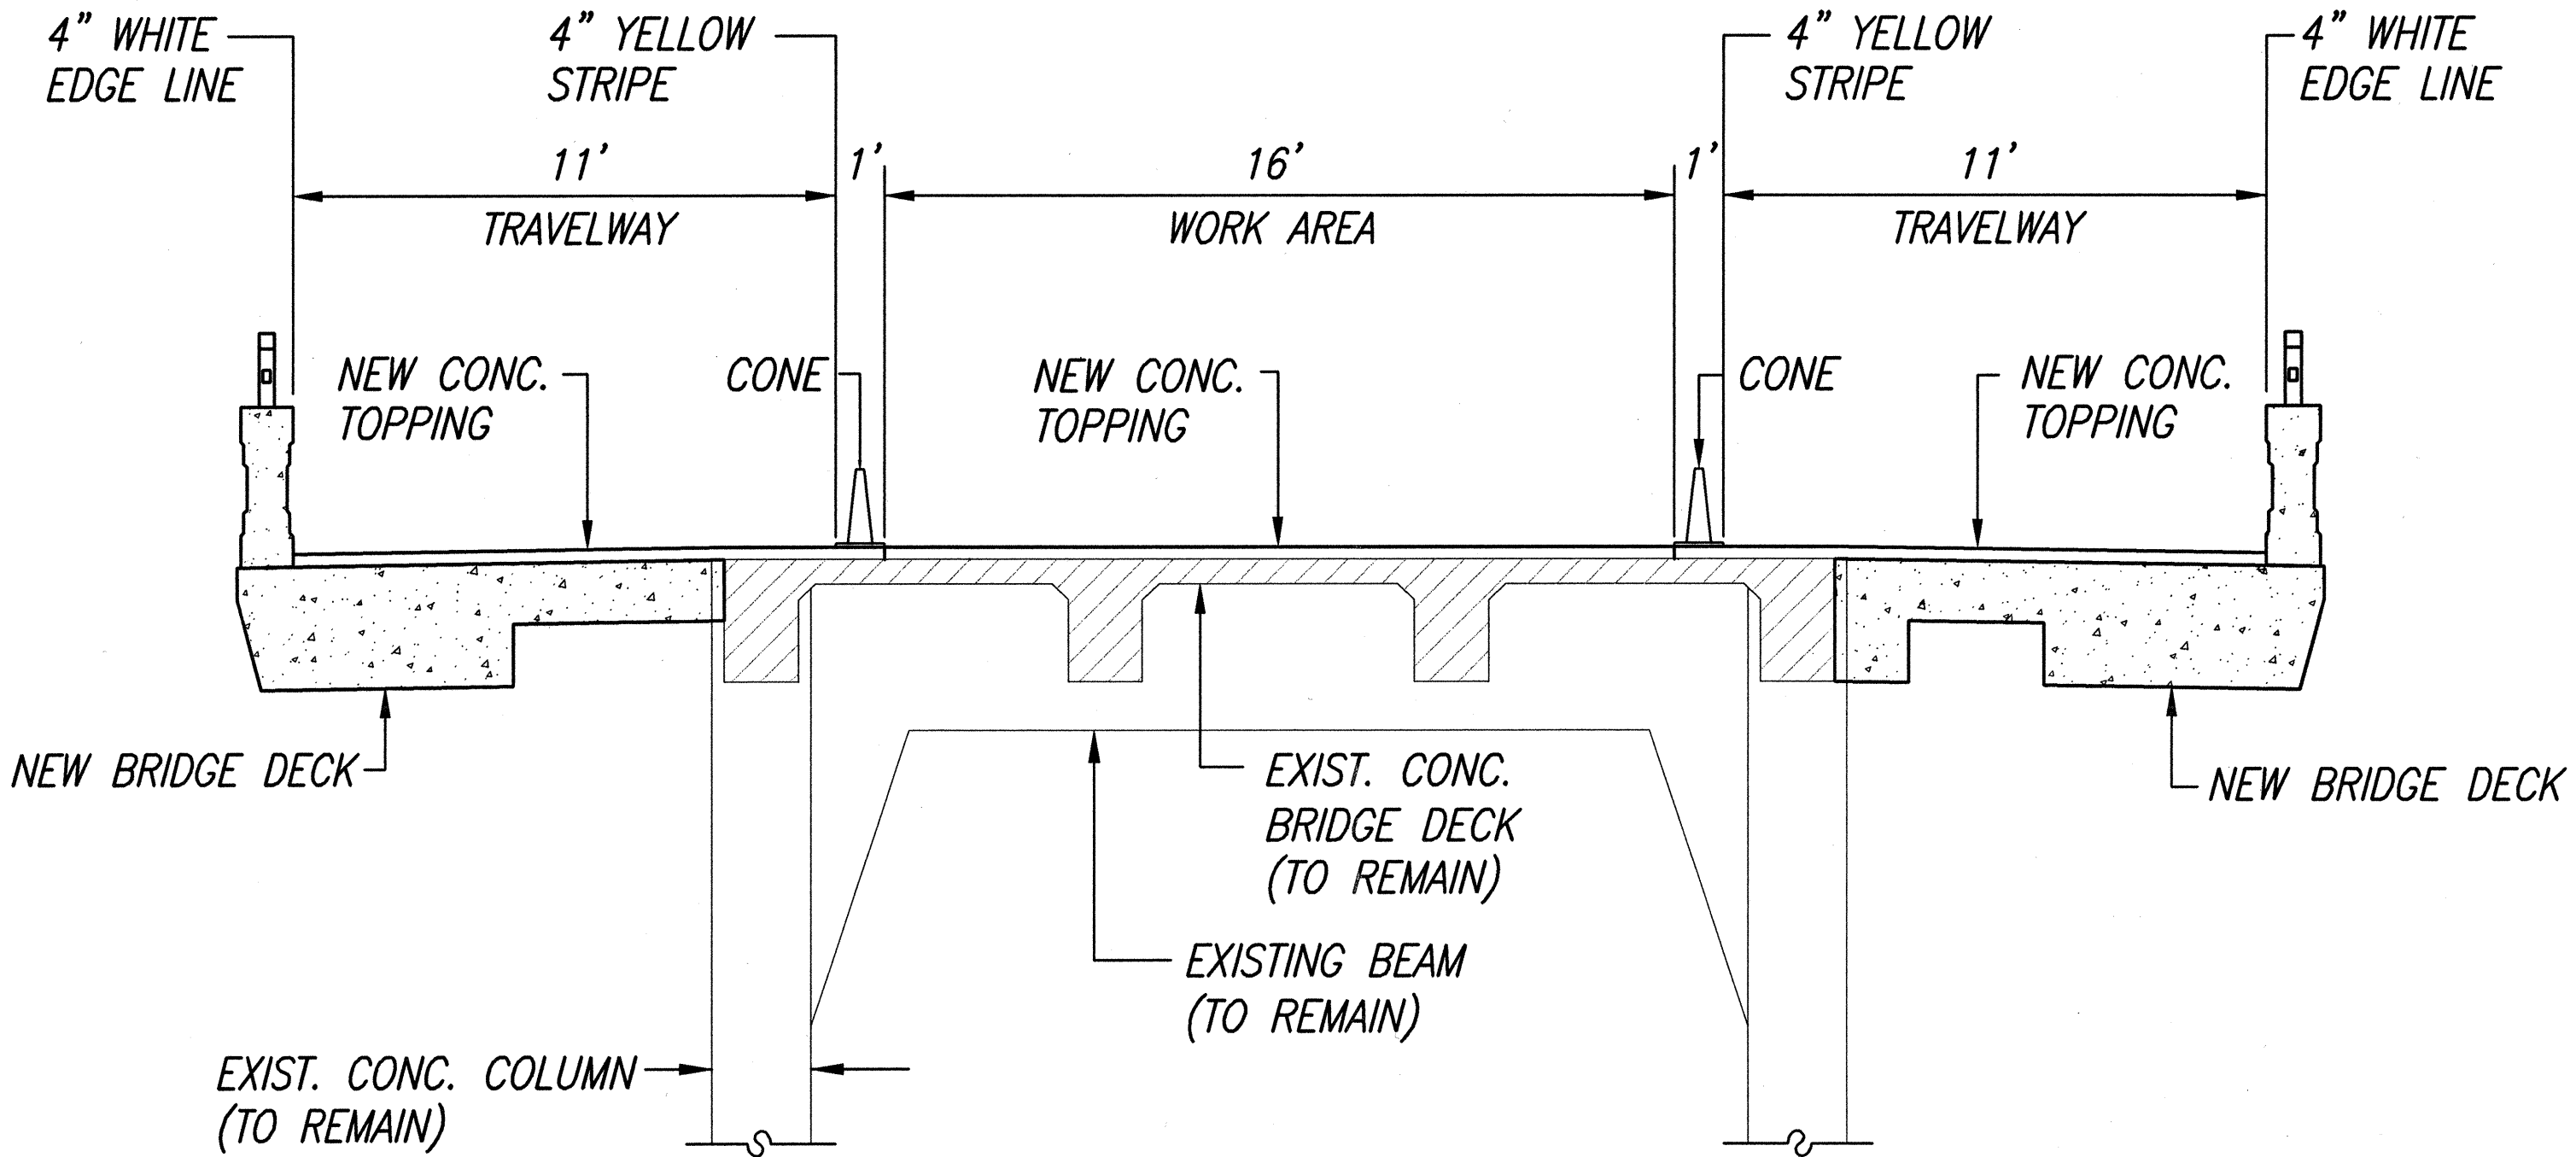 4” WHITE
EDGE LINE
4” YELLOW
STRIPE
4” YELLOW
STRIPE
4” WHITE
EDGE LINE
11’
1’
16’
1’
11’
TRAVELWAY
WORK AREA
TRAVELWAY
NEW CONC.
TOPPING
CONE
NEW CONC.
TOPPING
CONE
NEW CONC.
TOPPING
NEW BRIDGE DECK
EXIST. CONC.
BRIDGE DECK
(TO REMAIN)
NEW BRIDGE DECK
EXISTING BEAM
(TO REMAIN)
EXIST. CONC. COLUMN
(TO REMAIN)